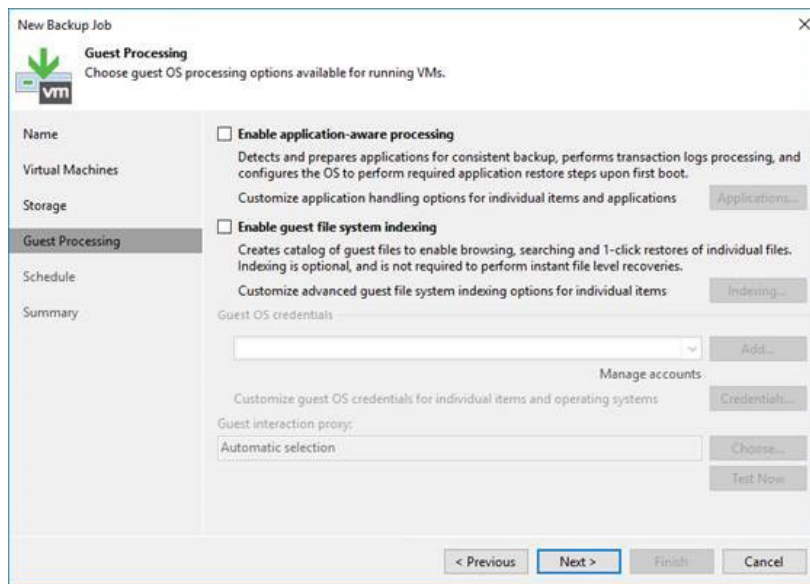 New Backup Job
Guest Processing
Choose guest OS processing options available for running VMs.
vm
Name
Virtual Machines
Storage
Guest Processing
Schedule
Summary
Enable application-aware processing
Detects and prepares applications for consistent backup, performs transaction logs processing, and
configures the OS to perform required application restore steps upon first boot.
Customize application handling options for individual items and applications
Applications...
Enable guest file system indexing
Creates catalog of guest files to enable browsing, searching and 1-click restores of individual files.
Indexing is optional, and is not required to perform instant file level recoveries.
Customize advanced guest file system indexing options for individual items
Indexing...
Guest OS credentials
Add...
Manage accounts
Customize guest OS credentials for individual items and operating systems
Credentials...
Guest interaction proxy:
Automatic selection
Choose...
Test Now
< Previous
Next >
Finish
Cancel